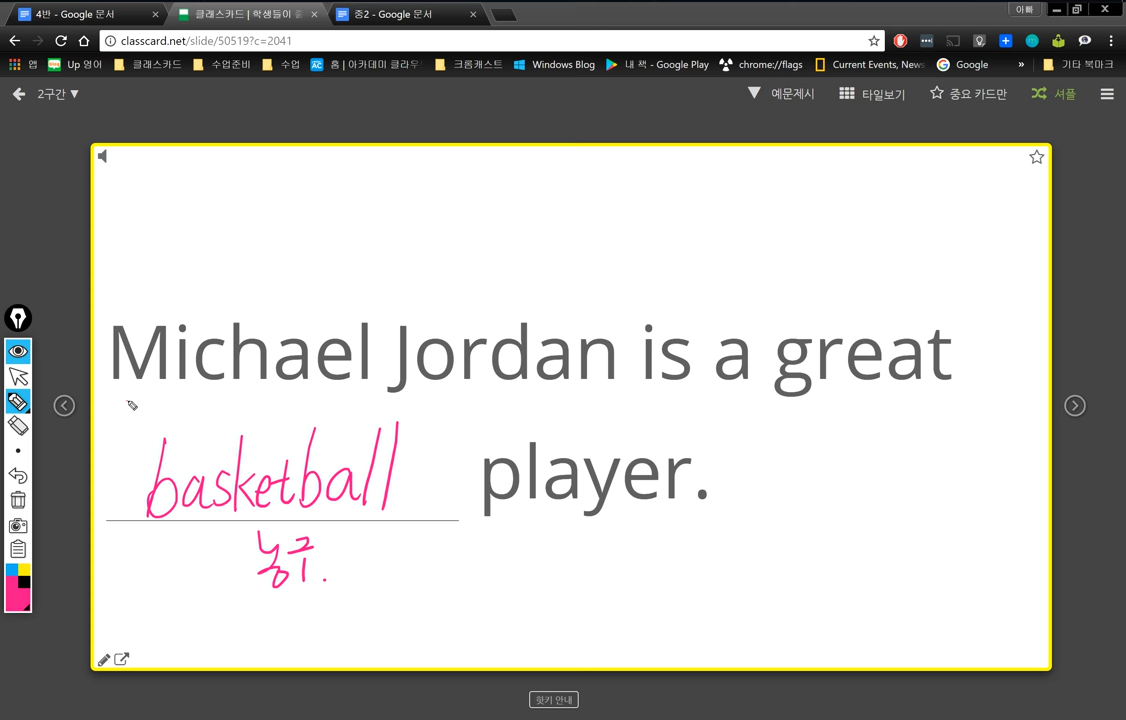 4반 - Google 문서
클래스카드 | 학생들이 줄
중2 - Google 문서
아빠
classcard.net/slide/50519?c=2041
앱
Up 영어
클래스카드
수업준비
수업
홈 | 아카데미 클라우
크롬캐스트
Windows Blog
내 책 - Google Play
chrome://flags
Current Events, News
Google
»
기타 북마크
2구간 ▼
▼ 예문제시
타일보기
중요 카드만
셔플
Michael Jordan is a great
basketball player.
농구.
핫키 안내